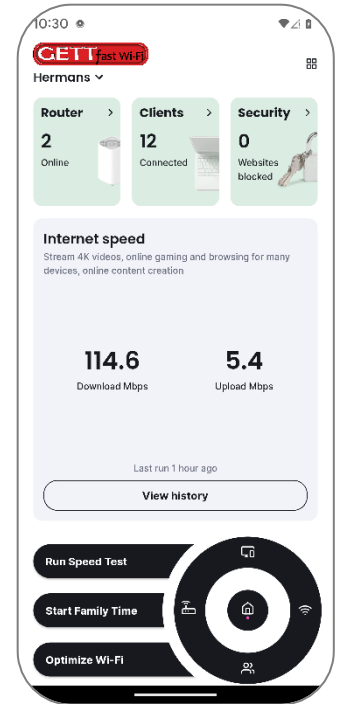 10:30
GETT fast Wi-Fi
Hermans
Router
2
Online
Clients
12
Connected
Security
0
Websites
blocked
Internet speed
Stream 4K videos, online gaming and browsing for many
devices, online content creation
114.6
Download Mbps
5.4
Upload Mbps
Last run 1 hour ago
View history
Run Speed Test
Start Family Time
Optimize Wi-Fi